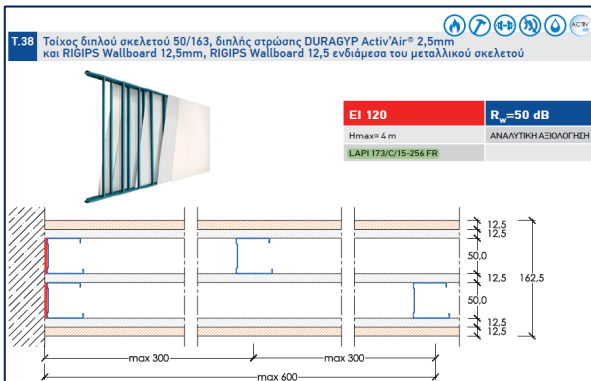 ACTIV air
T.38 Τοίχος διπλού σκελετού 50/163, διπλής στρώσης DURAGYP Activ'Air® 2,5mm
και RIGIPS Wallboard 12,5mm, RIGIPS Wallboard 12,5 ενδιάμεσα του μεταλλικού σκελετού
EI 120 Rw=50 dB
Hmax= 4 m ΑΝΑΛΥΤΙΚΗ ΑΞΙΟΛΟΓΗΣΗ
LAPI 173/C/15-256 FR
12,5
12,5
50,0
12,5 162,5
50,0
12,5
12,5
max 300 max 300
max 600